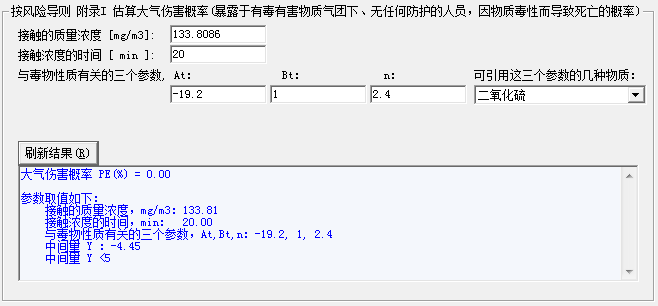 按风险导则 附录I 估算大气伤害概率(暴露于有毒有害物质气团下、无任何防护的人员，因物质毒性而导致死亡的概率)
接触的质量浓度 [mg/m3]: 133.8086
接触浓度的时间 [ min ]: 20
与毒物性质有关的三个参数, At: Bt: n: 可引用这三个参数的几种物质：
-19.2 1 2.4 二氧化硫
刷新结果(R)
大气伤害概率 PE(%) = 0.00
参数取值如下：
接触的质量浓度，mg/m3: 133.81
接触浓度的时间，min: 20.00
与毒物性质有关的三个参数，At,Bt,n: -19.2, 1, 2.4
中间量 Y : -4.45
中间量 Y <5